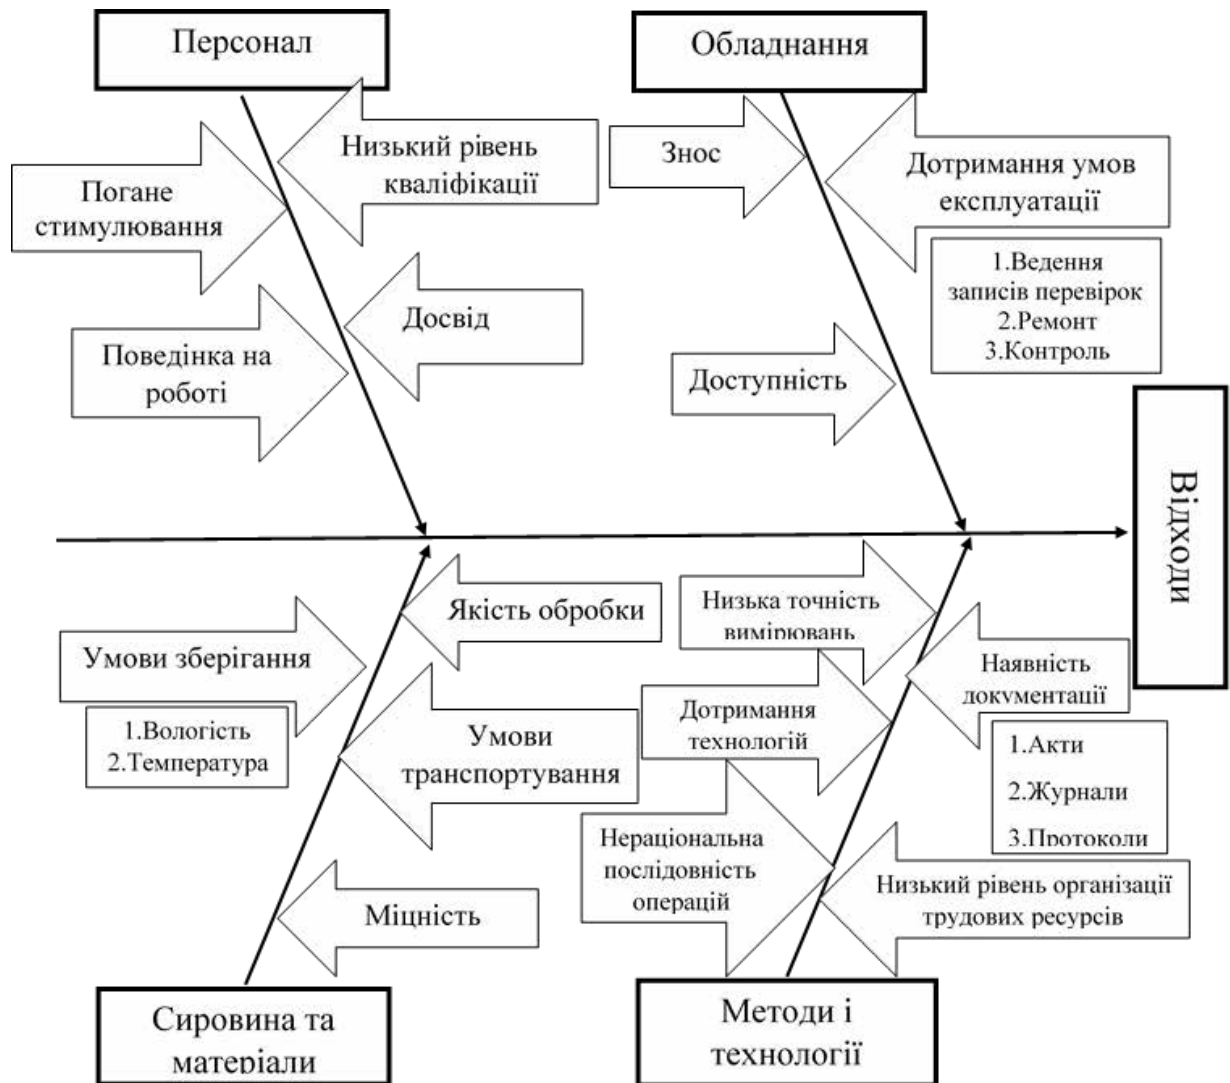 Персонал
Обладнання
Низький рівень
кваліфікації
Погане
стимулювання
Досвід
Поведінка на
роботі
Знос
Дотримання умов
експлуатації
1.Ведення
записів перевірок
2.Ремонт
3.Контроль
Доступність
Відходи
Якість обробки
Умови зберігання
1.Вологість
2.Температура
Умови
транспортування
Міцність
Низька точність
вимірювань
Наявність
документації
1.Акти
2.Журнали
3.Протоколи
Дотримання
технологій
Нераціональна
послідовність
операцій
Низький рівень організації
трудових ресурсів
Сировина та
матеріали
Методи і
технології